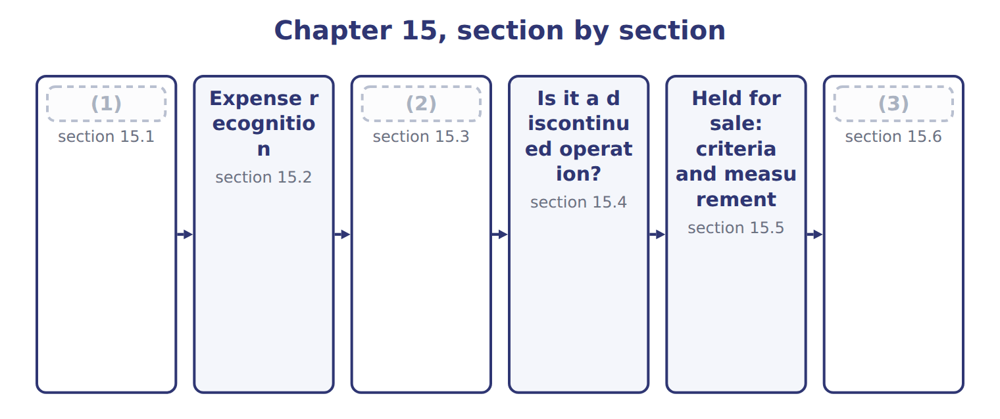 Chapter 15, section by section
(1)
section 15.1
Expense r
ecognitio
n
section 15.2
(2)
section 15.3
Is it a d
iscontinu
ed operat
ion?
section 15.4
Held for
sale:
criteria
and measu
rement
section 15.5
(3)
section 15.6